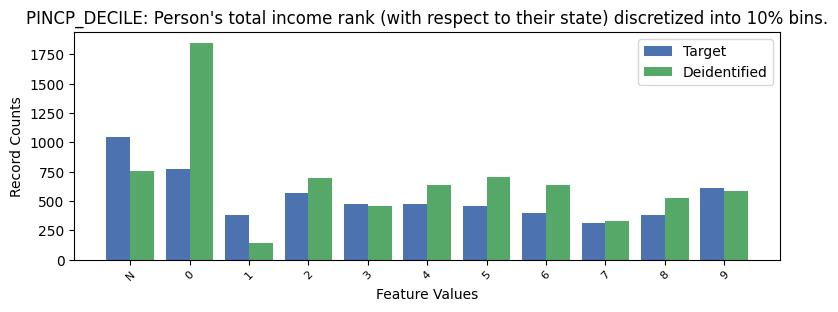 PINCP_DECILE: Person's total income rank (with respect to their state) discretized into 10% bins.
Target
Deidentified
Record Counts
1750
1500
1250
1000
750
500
250
0
N 0 1 2 3 4 5 6 7 8 9
Feature Values